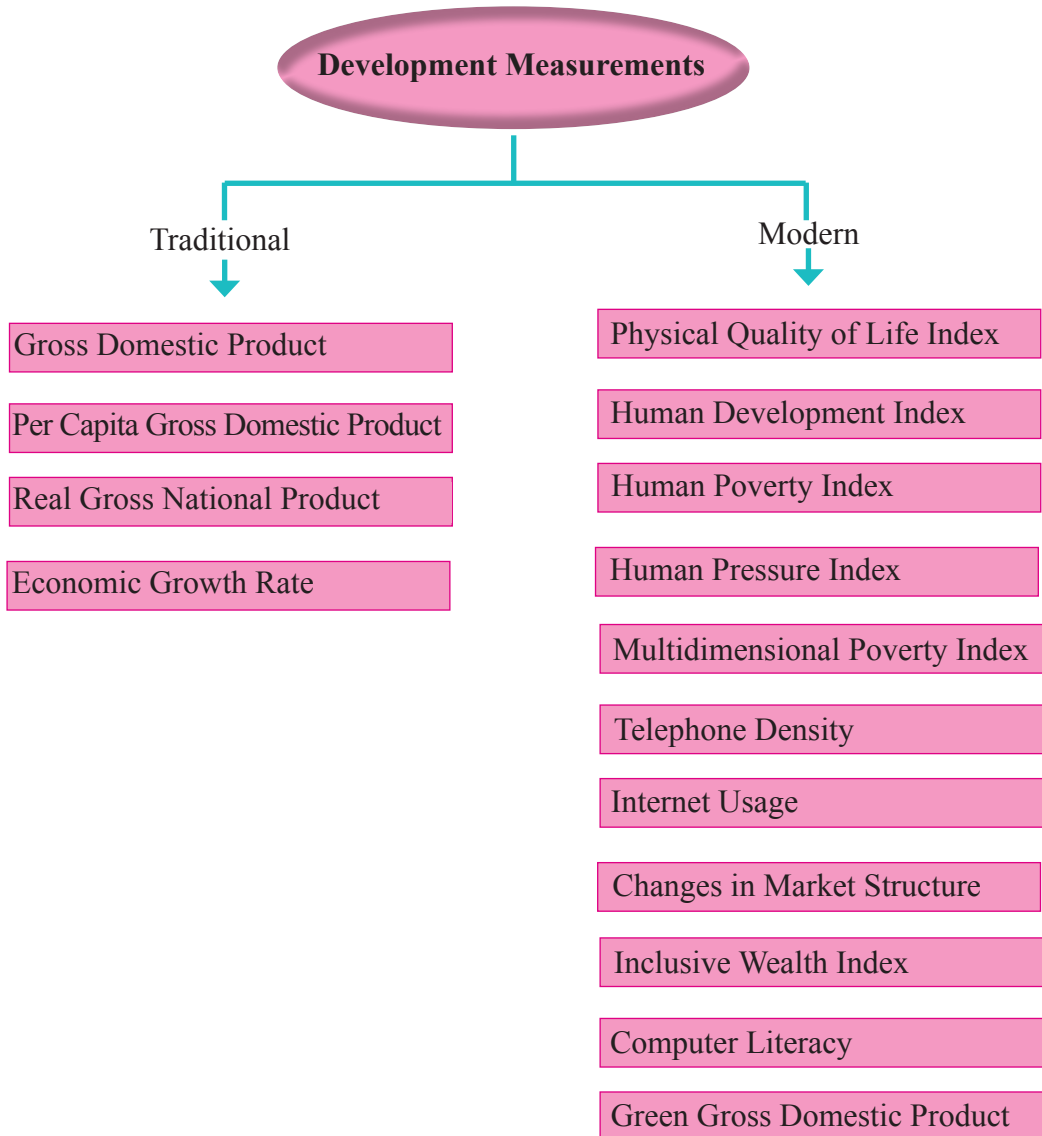 Development Measurements
Traditional
Modern
Gross Domestic Product
Per Capita Gross Domestic Product
Real Gross National Product
Economic Growth Rate
Physical Quality of Life Index
Human Development Index
Human Poverty Index
Human Pressure Index
Multidimensional Poverty Index
Telephone Density
Internet Usage
Changes in Market Structure
Inclusive Wealth Index
Computer Literacy
Green Gross Domestic Product